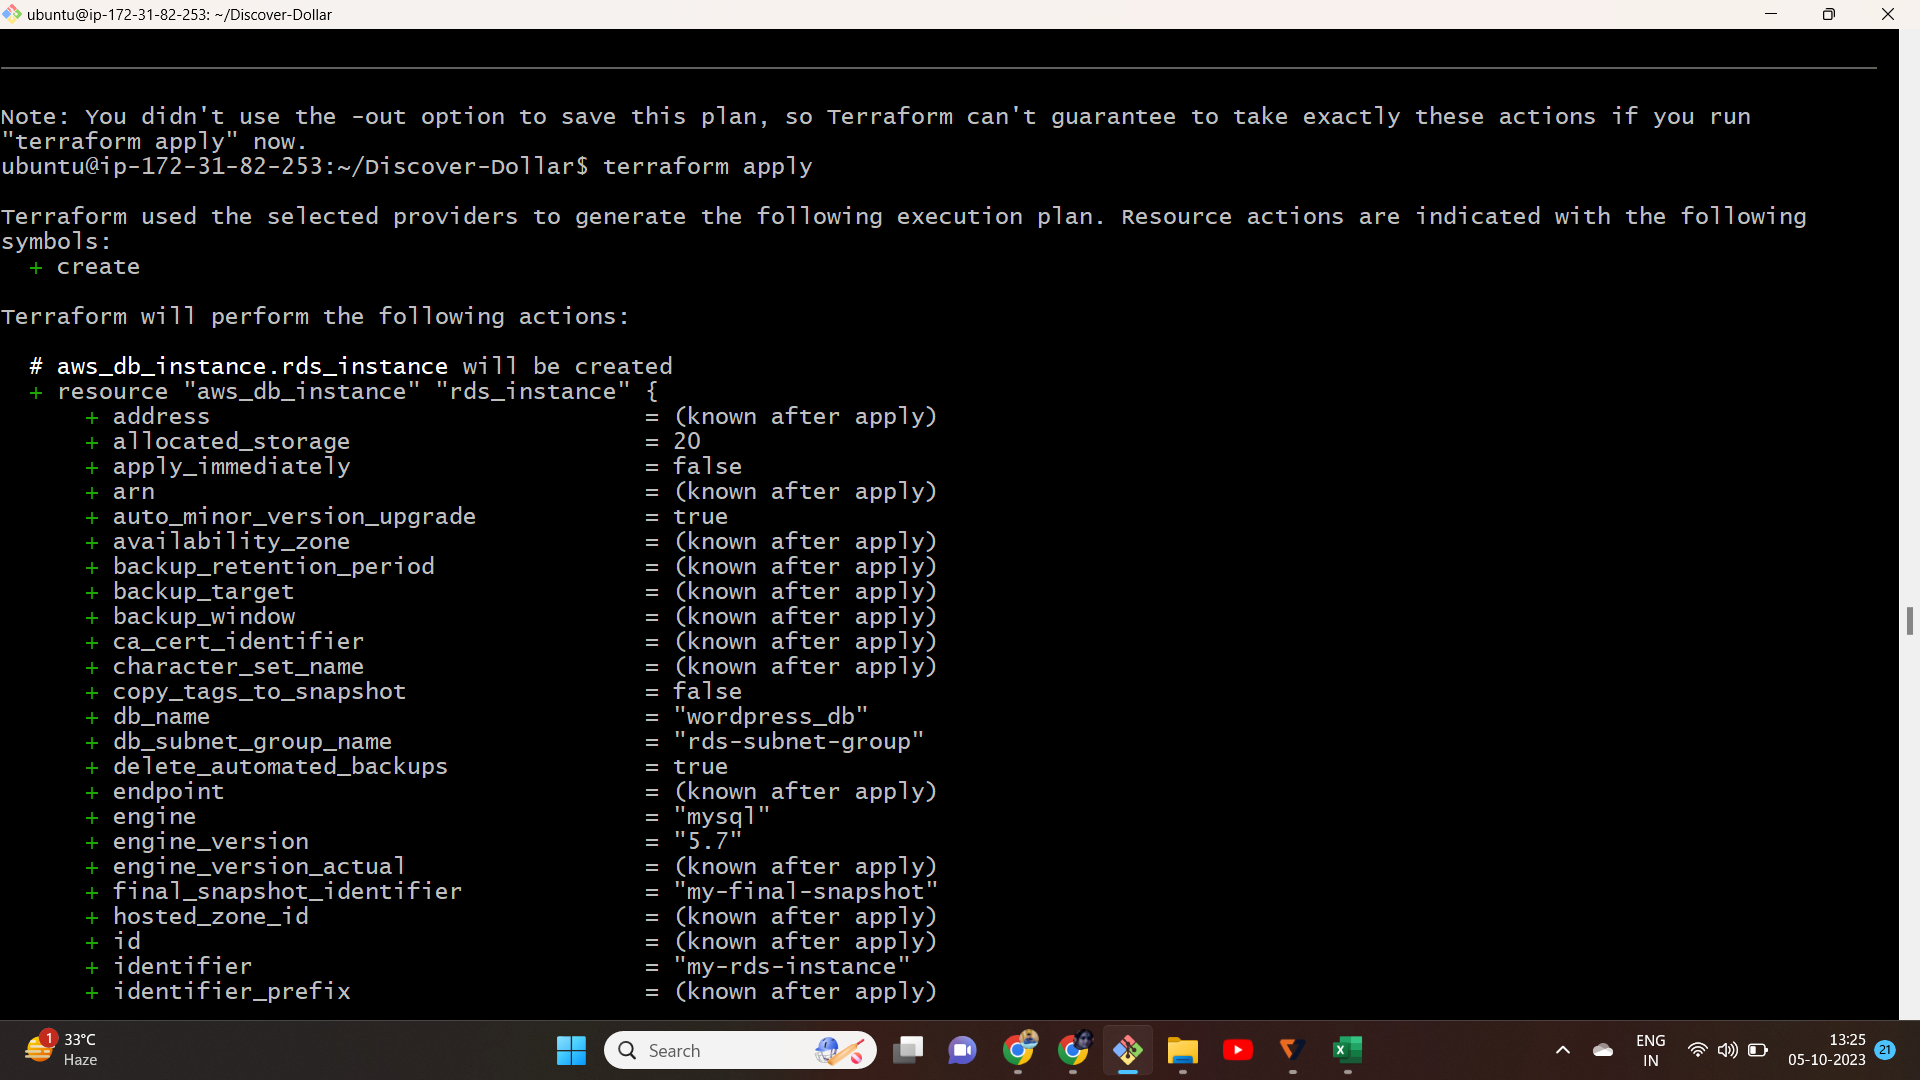 ubuntu@ip-172-31-82-253: ~/Discover-Dollar
Note: You didn't use the -out option to save this plan, so Terraform can't guarantee to take exactly these actions if you run
"terraform apply" now.
ubuntu@ip-172-31-82-253:~/Discover-Dollar$ terraform apply
Terraform used the selected providers to generate the following execution plan. Resource actions are indicated with the following
symbols:
+ create
Terraform will perform the following actions:
# aws_db_instance.rds_instance will be created
+ resource "aws_db_instance" "rds_instance" {
+ address = (known after apply)
+ allocated_storage = 20
+ apply_immediately = false
+ arn = (known after apply)
+ auto_minor_version_upgrade = true
+ availability_zone = (known after apply)
+ backup_retention_period = (known after apply)
+ backup_target = (known after apply)
+ backup_window = (known after apply)
+ ca_cert_identifier = (known after apply)
+ character_set_name = (known after apply)
+ copy_tags_to_snapshot = false
+ db_name = "wordpress_db"
+ db_subnet_group_name = "rds-subnet-group"
+ delete_automated_backups = true
+ endpoint = (known after apply)
+ engine = "mysql"
+ engine_version = "5.7"
+ engine_version_actual = (known after apply)
+ final_snapshot_identifier = "my-final-snapshot"
+ hosted_zone_id = (known after apply)
+ id = (known after apply)
+ identifier = "my-rds-instance"
+ identifier_prefix = (known after apply)
1
33°C
Haze
Search
ENG
IN
13:25
05-10-2023
21